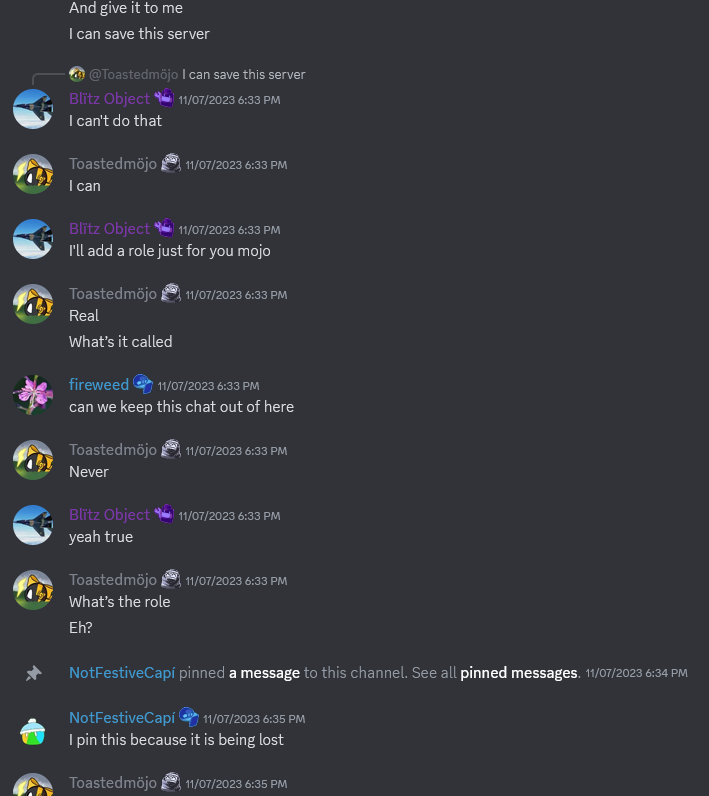 And give it to me
I can save this server
@Toastedmöjo I can save this server
Blītz Object 11/07/2023 6:33 PM
I can't do that
Toastedmöjo 11/07/2023 6:33 PM
I can
Blītz Object 11/07/2023 6:33 PM
I'll add a role just for you mojo
Toastedmöjo 11/07/2023 6:33 PM
Real
What's it called
fireweed 11/07/2023 6:33 PM
can we keep this chat out of here
Toastedmöjo 11/07/2023 6:33 PM
Never
Blītz Object 11/07/2023 6:33 PM
yeah true
Toastedmöjo 11/07/2023 6:33 PM
What's the role
Eh?
NotFestiveCapí pinned a message to this channel. See all pinned messages. 11/07/2023 6:34 PM
NotFestiveCapí 11/07/2023 6:35 PM
I pin this because it is being lost
Toastedmöjo 11/07/2023 6:35 PM